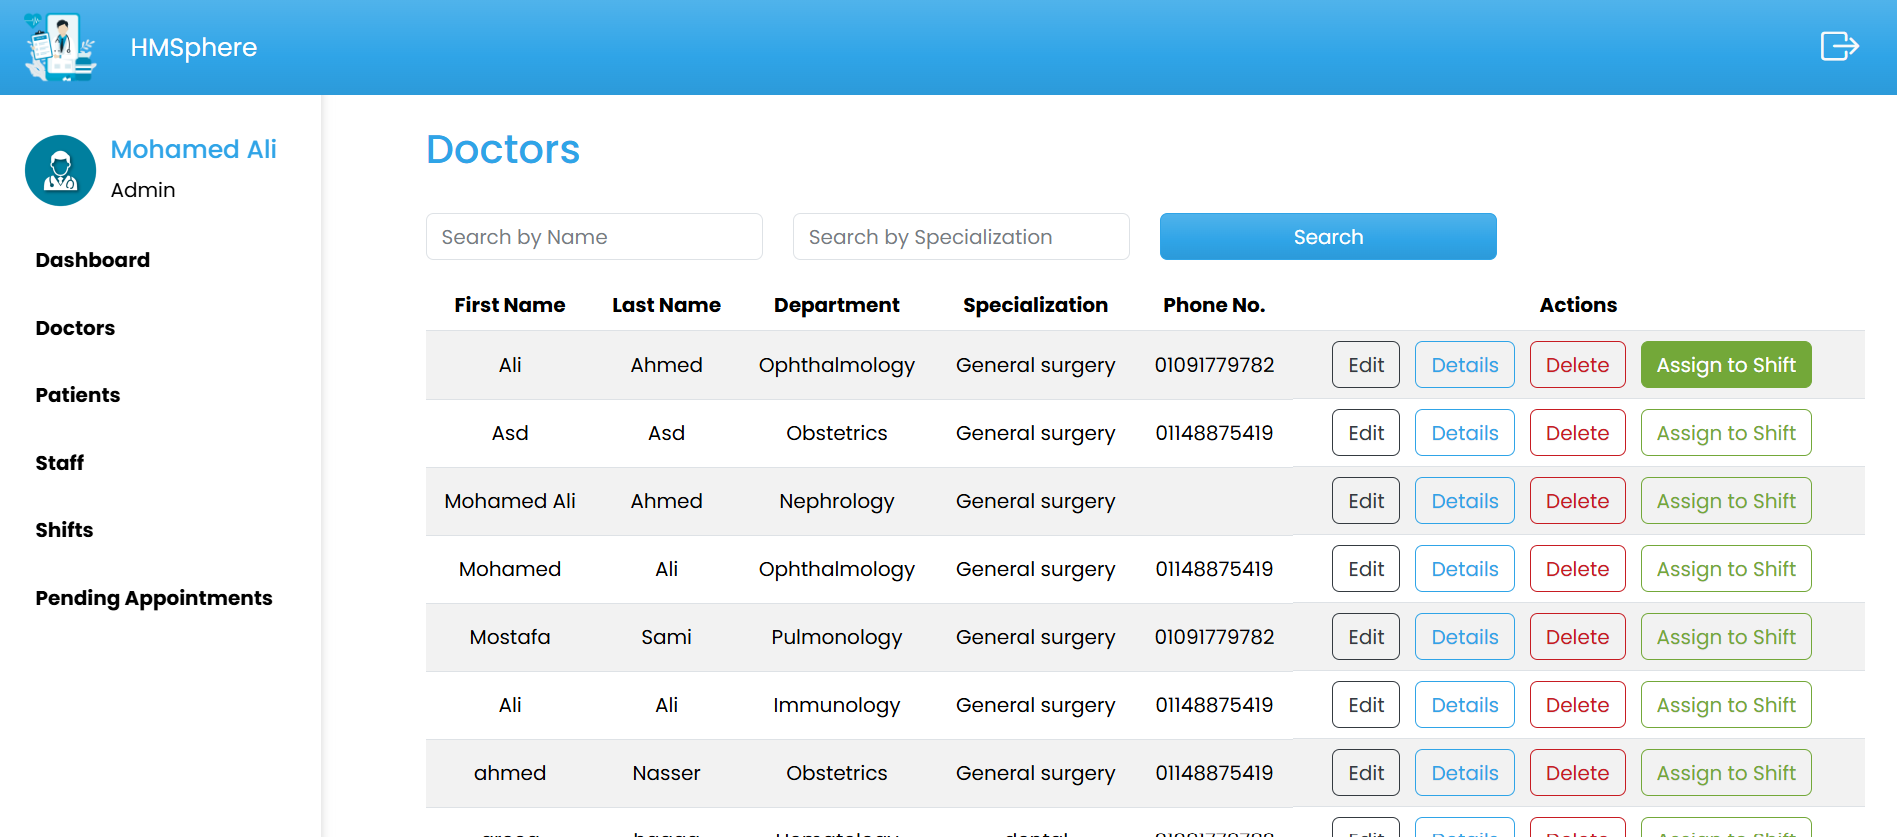 HMSphere
Mohamed Ali
Admin
Dashboard
Doctors
Patients
Staff
Shifts
Pending Appointments
Doctors
Search by Name Search by Specialization Search
First Name Last Name Department Specialization Phone No. Actions
Ali Ahmed Ophthalmology General surgery 01091779782 Edit Details Delete Assign to Shift
Asd Asd Obstetrics General surgery 01148875419 Edit Details Delete Assign to Shift
Mohamed Ali Ahmed Nephrology General surgery Edit Details Delete Assign to Shift
Mohamed Ali Ophthalmology General surgery 01148875419 Edit Details Delete Assign to Shift
Mostafa Sami Pulmonology General surgery 01091779782 Edit Details Delete Assign to Shift
Ali Ali Immunology General surgery 01148875419 Edit Details Delete Assign to Shift
ahmed Nasser Obstetrics General surgery 01148875419 Edit Details Delete Assign to Shift
Hematology dental 01091779782 Edit Details Delete Assign to Shift